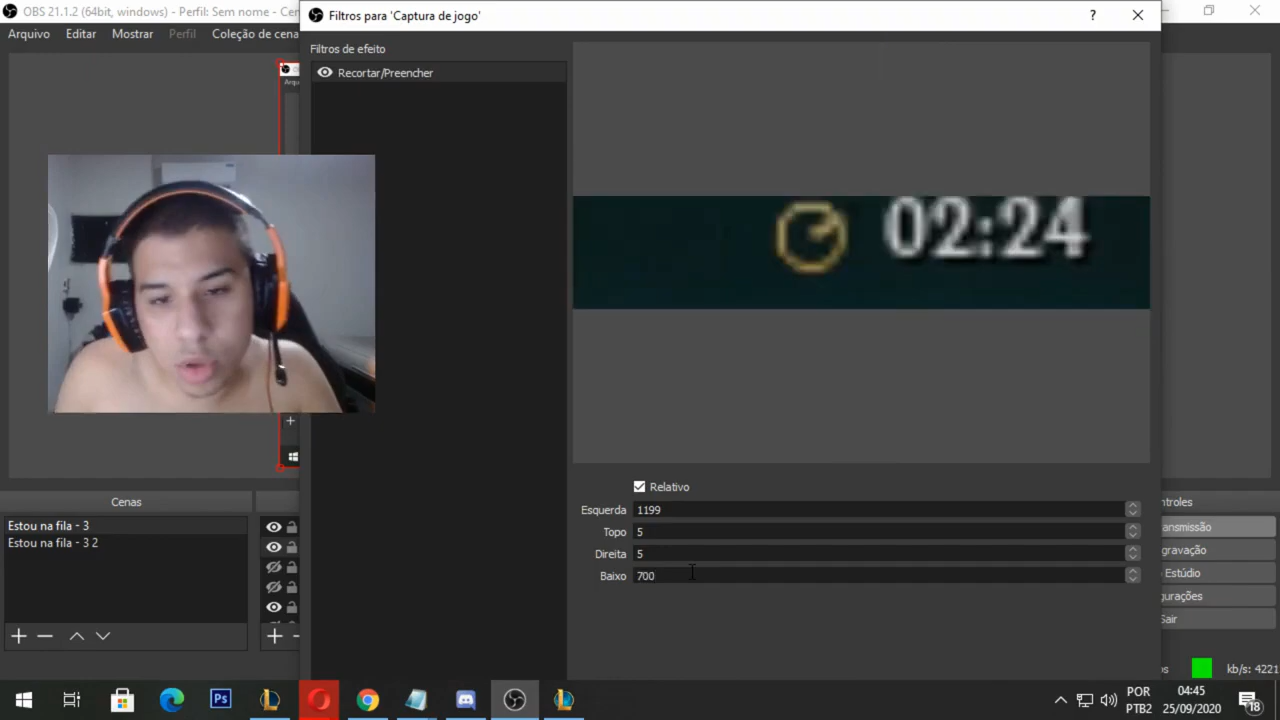 OBS 21.1.2 (64bit, windows) - Perfil: Sem nome - Cen
Filtros para 'Captura de jogo'
?
Arquivo Editar Mostrar Perfil Coleção de cena
Filtros de efeito
Recortar/Preencher
02:24
Relativo
Esquerda 1199
Topo 5
Direita 5
Baixo 700
Cenas
Estou na fila - 3
Estou na fila - 3 2
ntroles
ansmissão
gravação
Estúdio
gurações
Sair
os
kb/s: 4221
Ps
POR
PTB2
04:45
25/09/2020
18